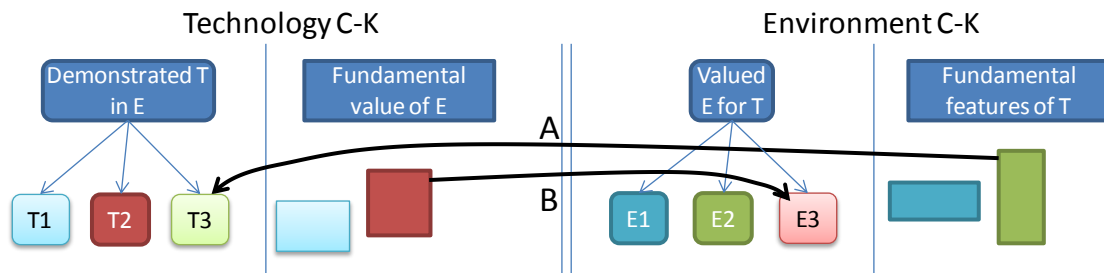 Technology C-K
Environment C-K
Demonstrated T
in E
Fundamental
value of E
Valued
E for T
Fundamental
features of T
A
B
T1
T2
T3
E1
E2
E3